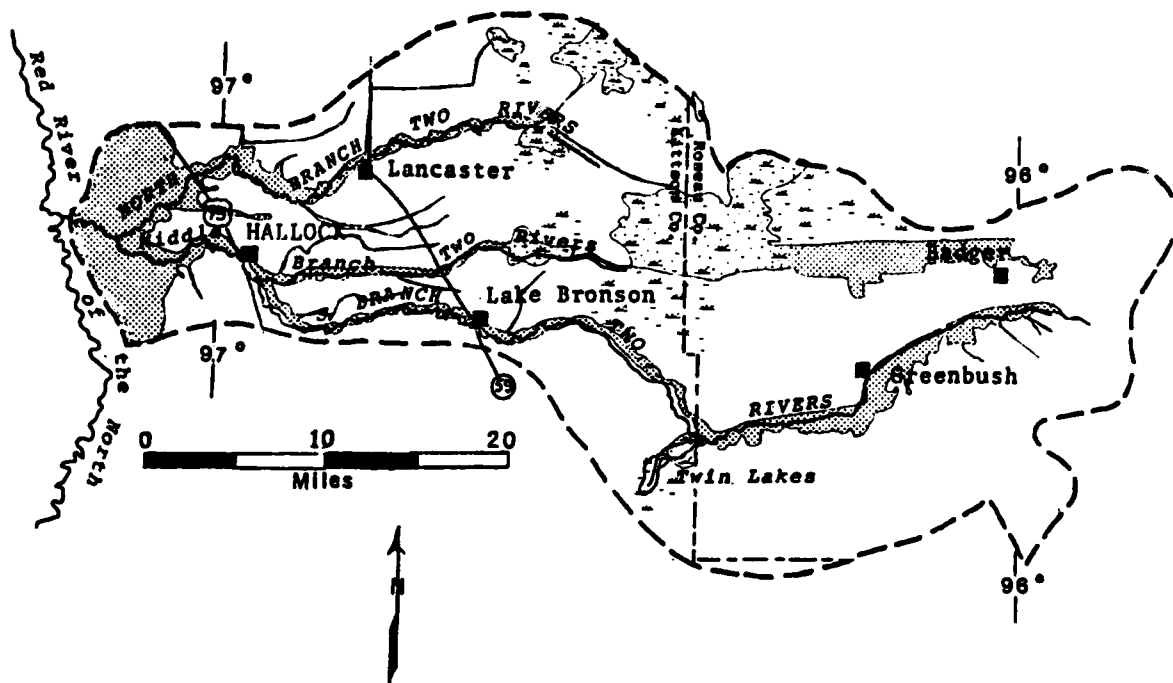 Red River of the North
97°
96°
NORTH BRANCH TWO RIVERS
Lancaster
Kittson Co.
Roseau Co.
75
HALLOCK
Middle Branch TWO Rivers
Badger
Lake Bronson
BRANCH TWO RIVERS
97°
59
Greenbush
0 10 20
Miles
Twin Lakes
N
96°